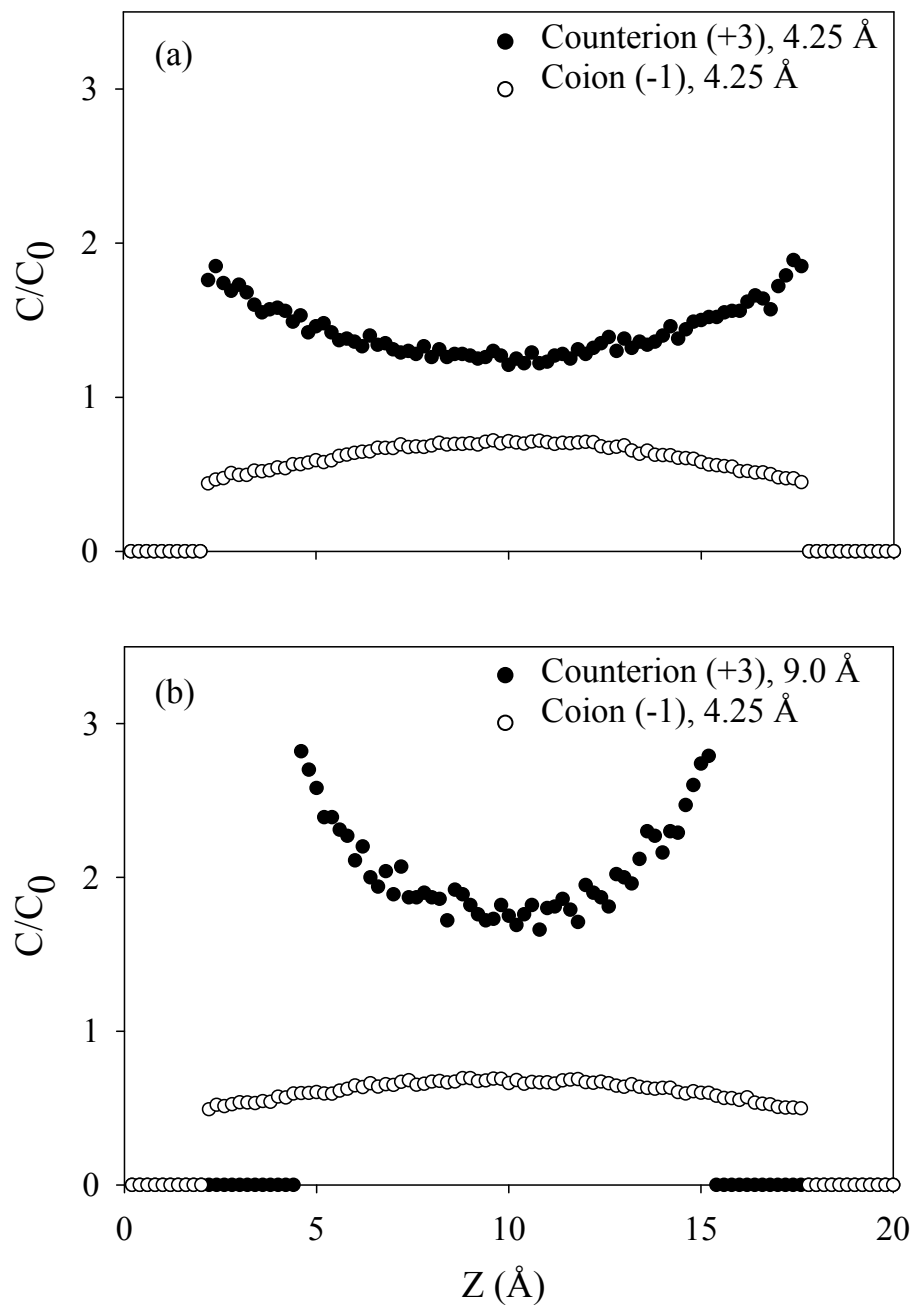 (a)
Counterion (+3), 4.25 Å
Coion (-1), 4.25 Å
3
2
1
0
C/C0
(b)
Counterion (+3), 9.0 Å
Coion (-1), 4.25 Å
3
2
1
0
C/C0
0 5 10 15 20
Z (Å)